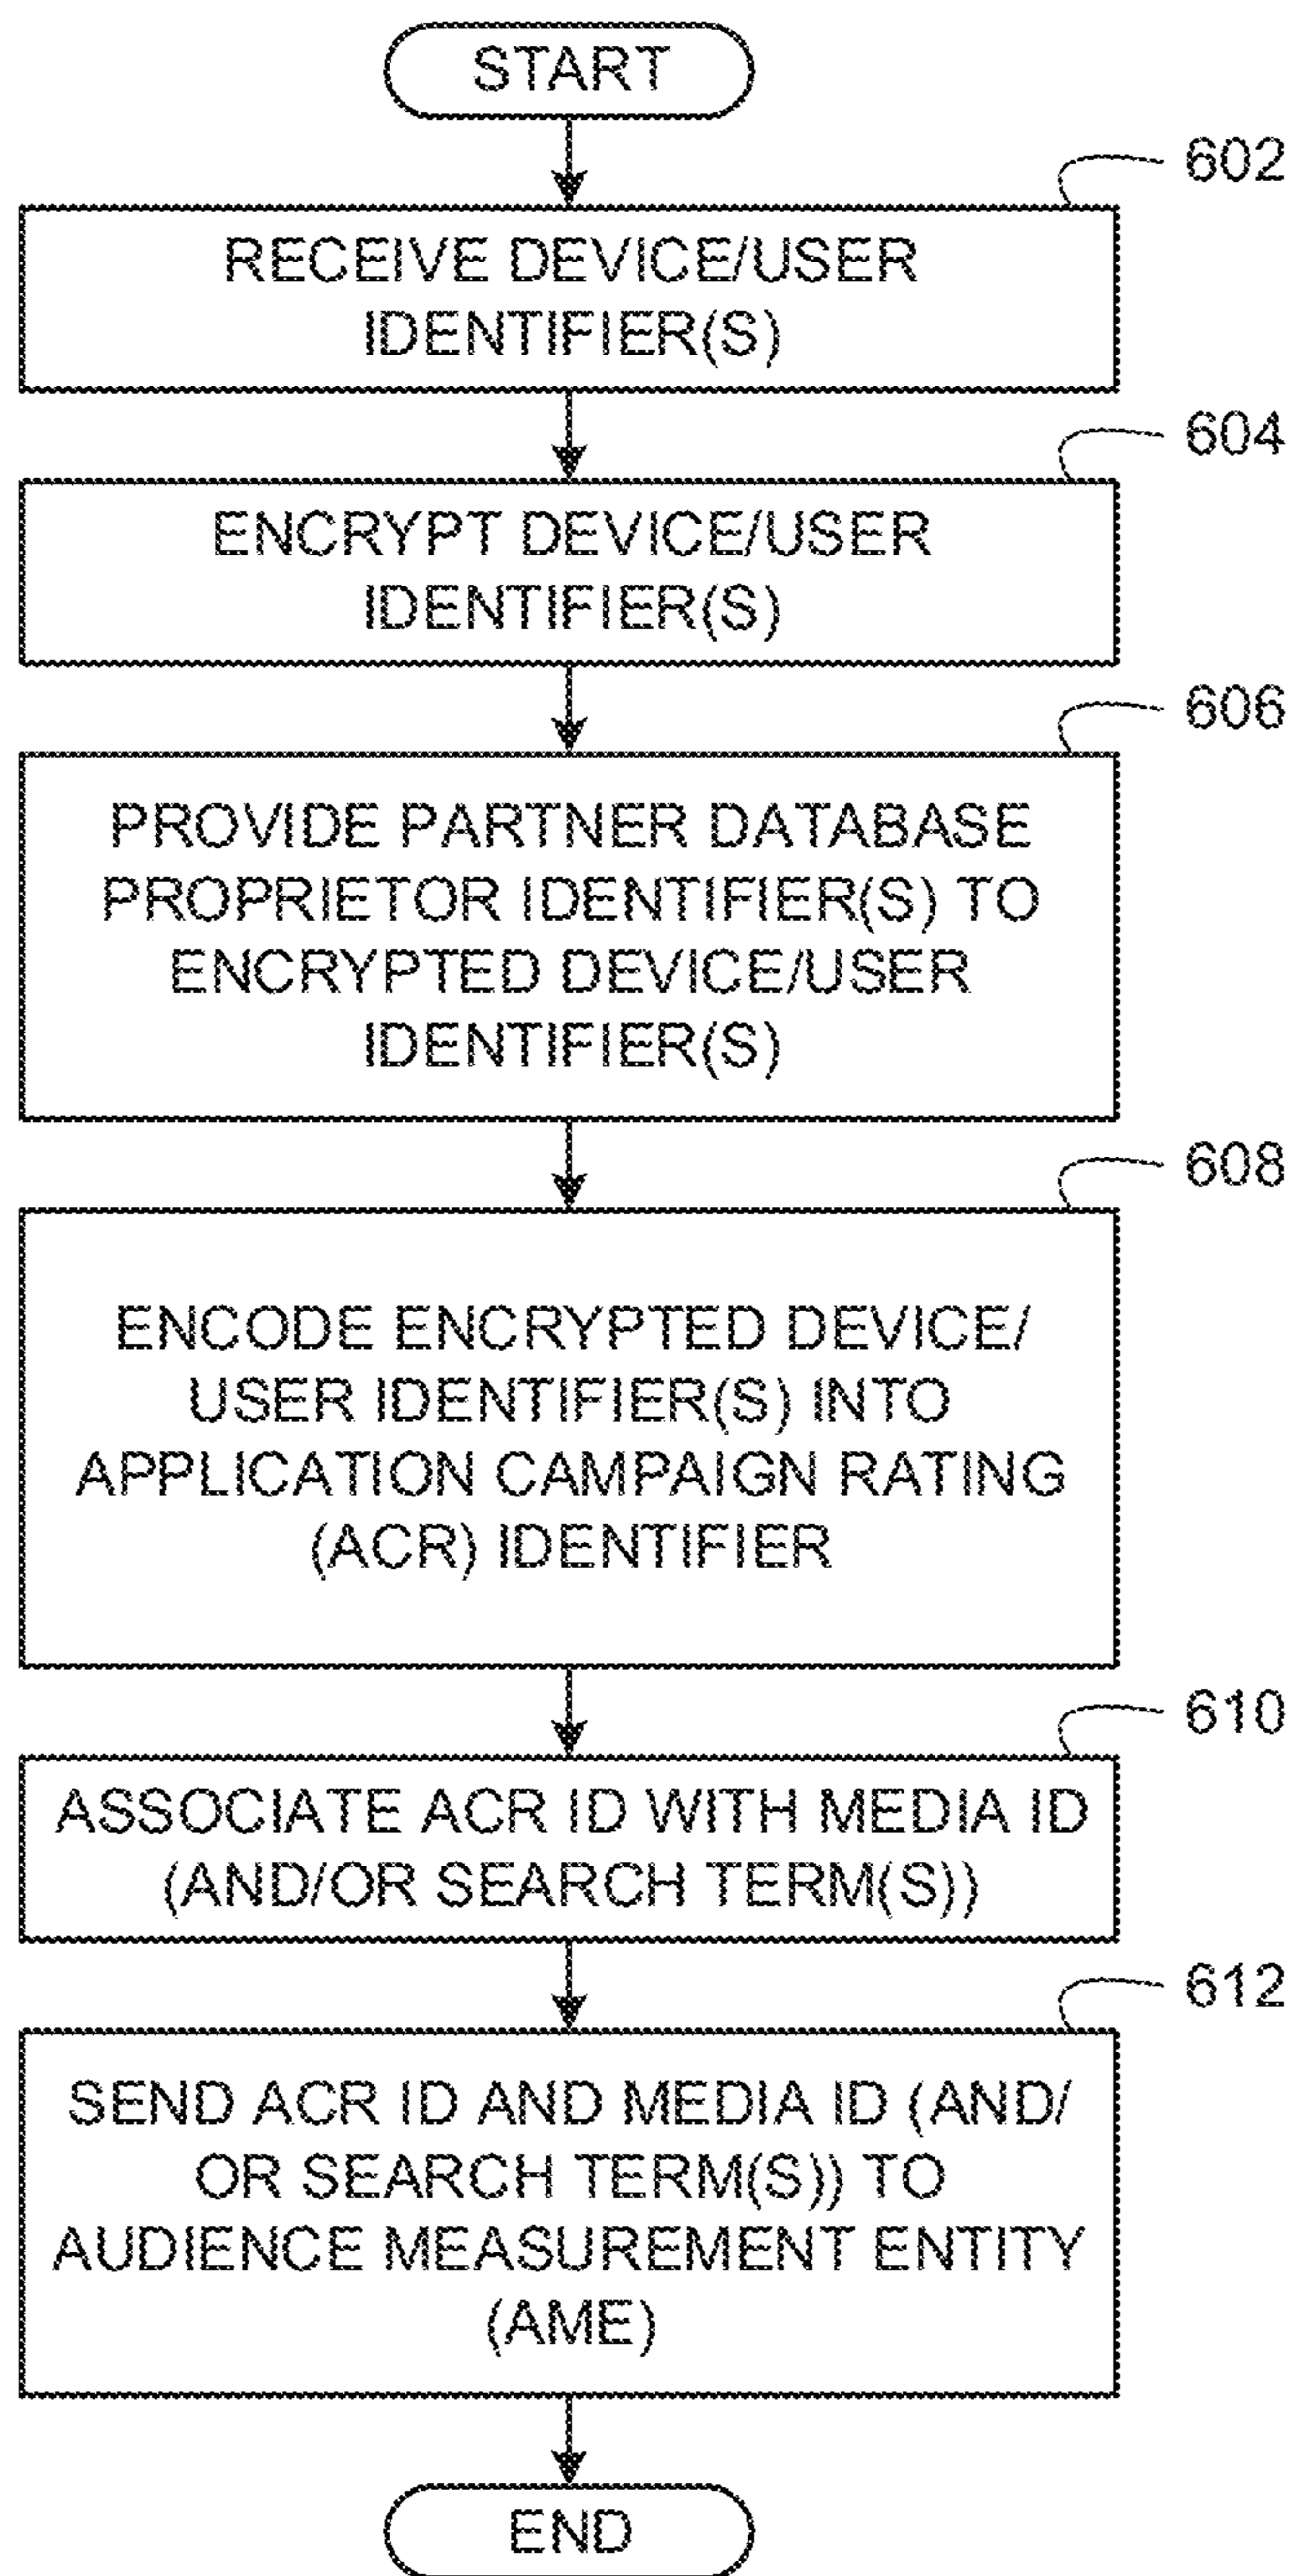 START
602
RECEIVE DEVICE/USER
IDENTIFIER(S)
604
ENCRYPT DEVICE/USER
IDENTIFIER(S)
606
PROVIDE PARTNER DATABASE
PROPRIETOR IDENTIFIER(S) TO
ENCRYPTED DEVICE/USER
IDENTIFIER(S)
608
ENCODE ENCRYPTED DEVICE/
USER IDENTIFIER(S) INTO
APPLICATION CAMPAIGN RATING
(ACR) IDENTIFIER
610
ASSOCIATE ACR ID WITH MEDIA ID
(AND/OR SEARCH TERM(S))
612
SEND ACR ID AND MEDIA ID (AND/
OR SEARCH TERM(S)) TO
AUDIENCE MEASUREMENT ENTITY
(AME)
END